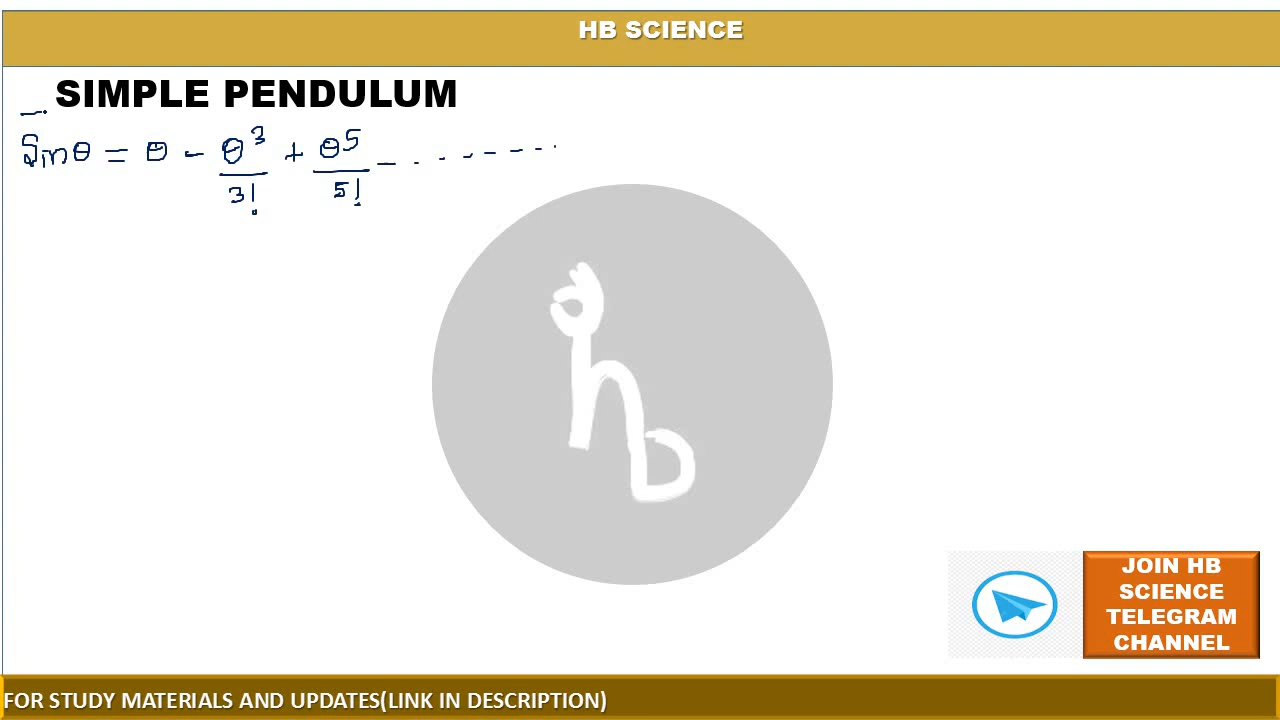 HB SCIENCE
SIMPLE PENDULUM
Sinθ = θ - θ³/3! + θ⁵/5! - . . . - - - .
hb
JOIN HB
SCIENCE
TELEGRAM
CHANNEL
FOR STUDY MATERIALS AND UPDATES(LINK IN DESCRIPTION)